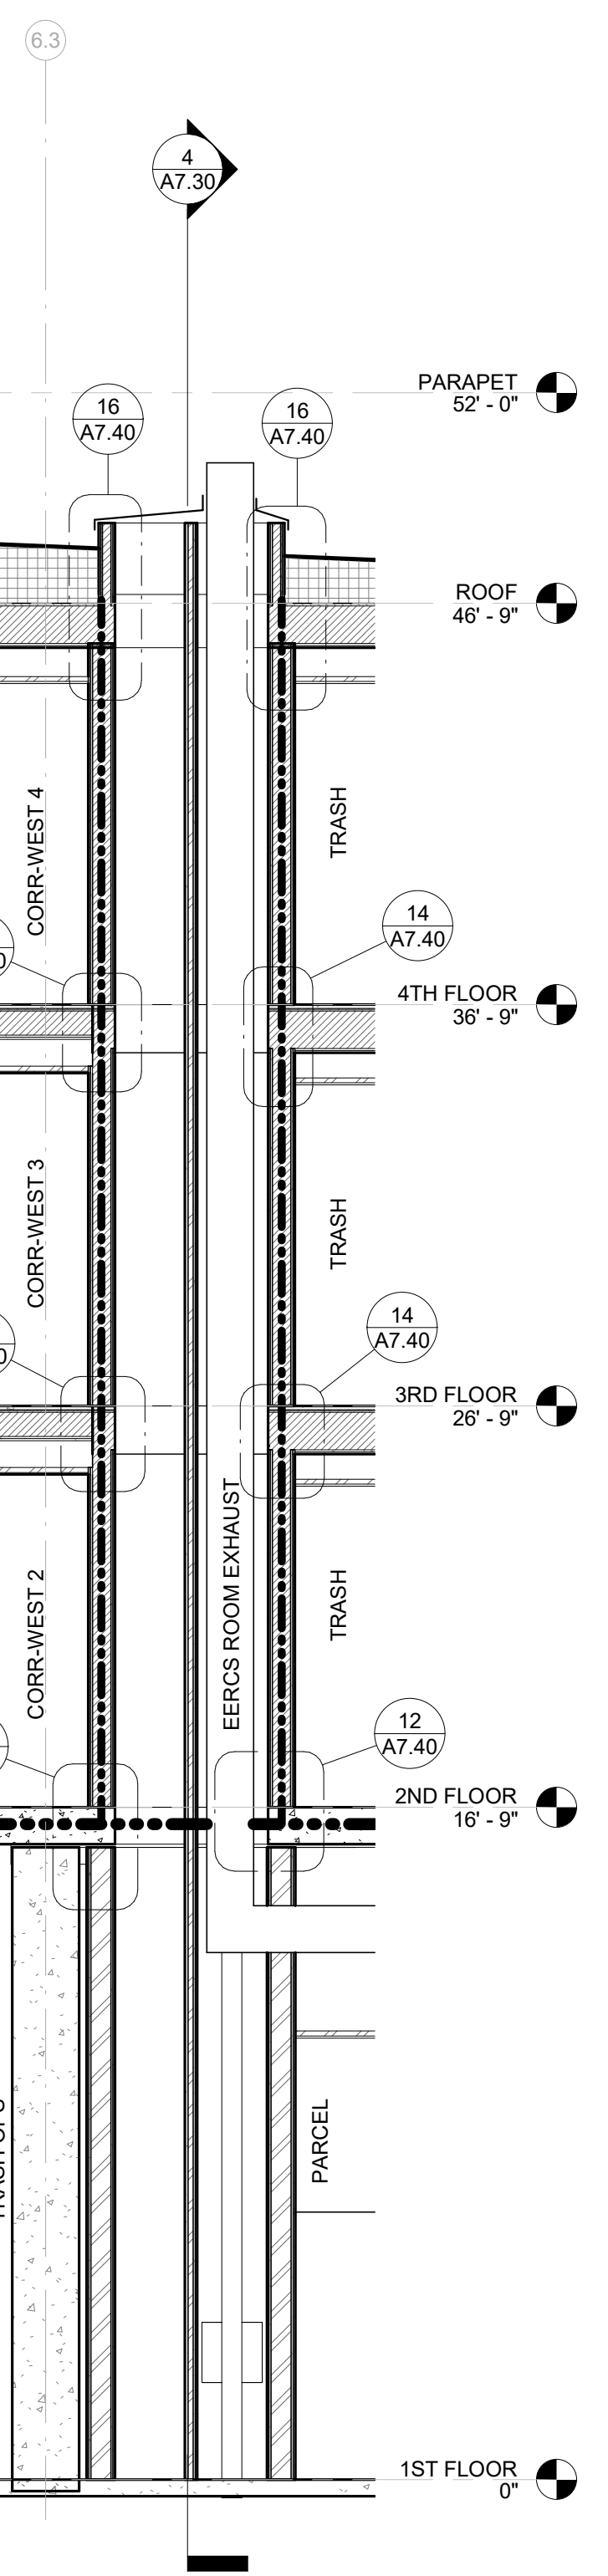 6.3
4
A7.30
PARAPET
52' - 0"
16
A7.40
16
A7.40
ROOF
46' - 9"
CORR-WEST 4
TRASH
14
A7.40
4TH FLOOR
36' - 9"
CORR-WEST 3
TRASH
14
A7.40
3RD FLOOR
26' - 9"
EERCS ROOM EXHAUST
CORR-WEST 2
TRASH
12
A7.40
2ND FLOOR
16' - 9"
PARCEL
1ST FLOOR
0"